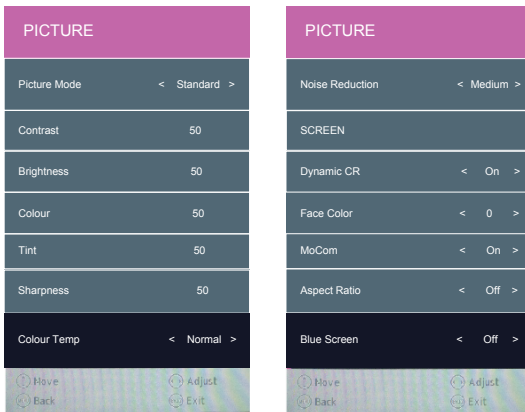 PICTURE
Picture Mode < Standard >
Contrast 50
Brightness 50
Colour 50
Tint 50
Sharpness 50
Colour Temp < Normal >
Move Adjust
Back Exit
PICTURE
Noise Reduction < Medium >
SCREEN
Dynamic CR < On >
Face Color < 0 >
MoCom < On >
Aspect Ratio < Off >
Blue Screen < Off >
Move Adjust
Back Exit